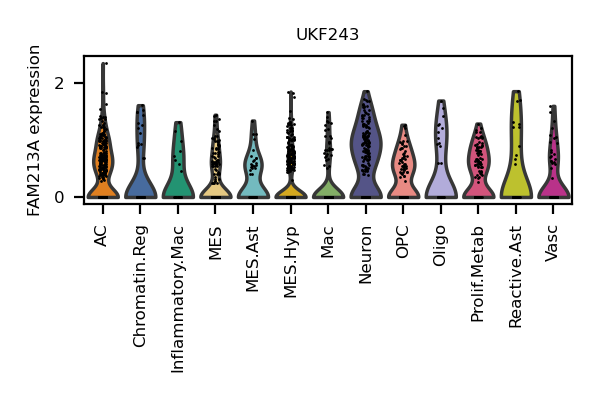 UKF243
FAM213A expression
2
0
AC
Chromatin.Reg
Inflammatory.Mac
MES
MES.Ast
MES.Hyp
Mac
Neuron
OPC
Oligo
Prolif.Metab
Reactive.Ast
Vasc